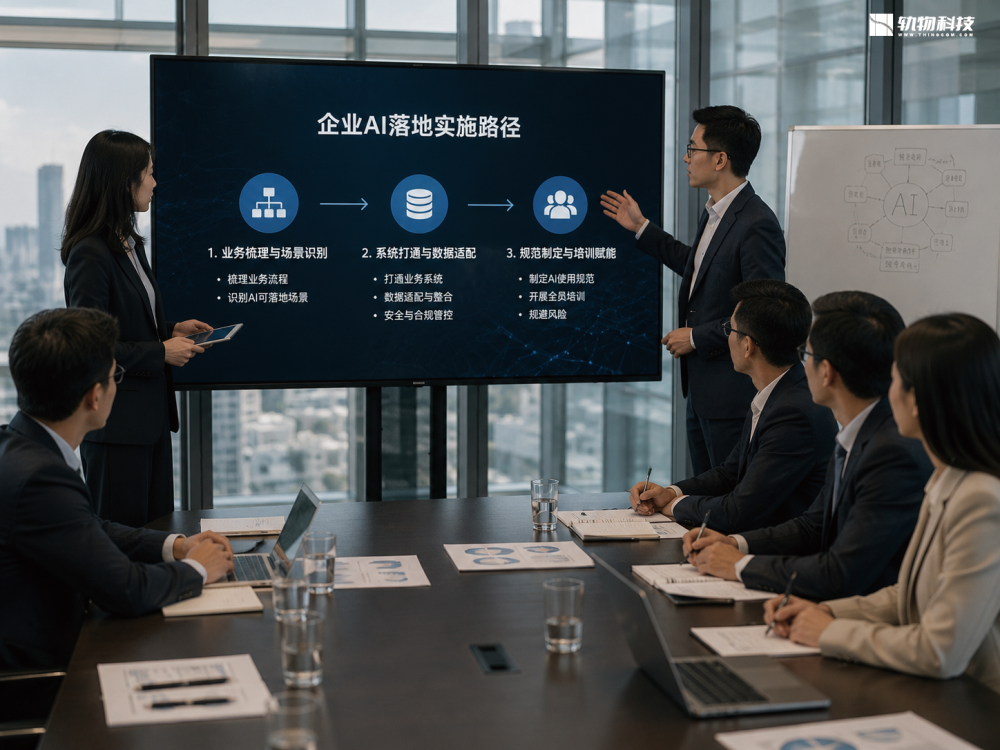 轨物科技
WWW.THINGCOM.COM
企业AI落地实施路径
1. 业务梳理与场景识别
• 梳理业务流程
• 识别AI可落地场景
2. 系统打通与数据适配
• 打通业务系统
• 数据适配与整合
• 安全与合规管控
3. 规范制定与培训赋能
• 制定AI使用规范
• 开展全员培训
• 规避风险
AI